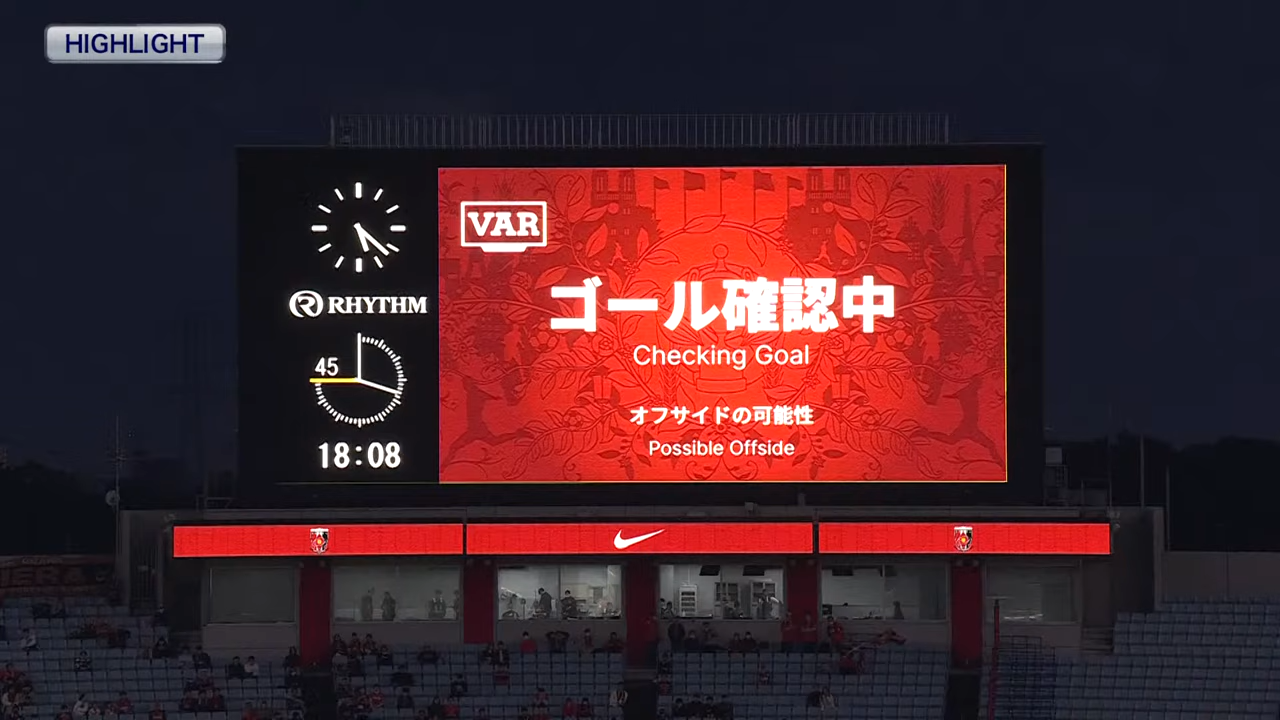 HIGHLIGHT
VAR
ゴール確認中
Checking Goal
オフサイドの可能性
Possible Offside
RHYTHM
45
18:08